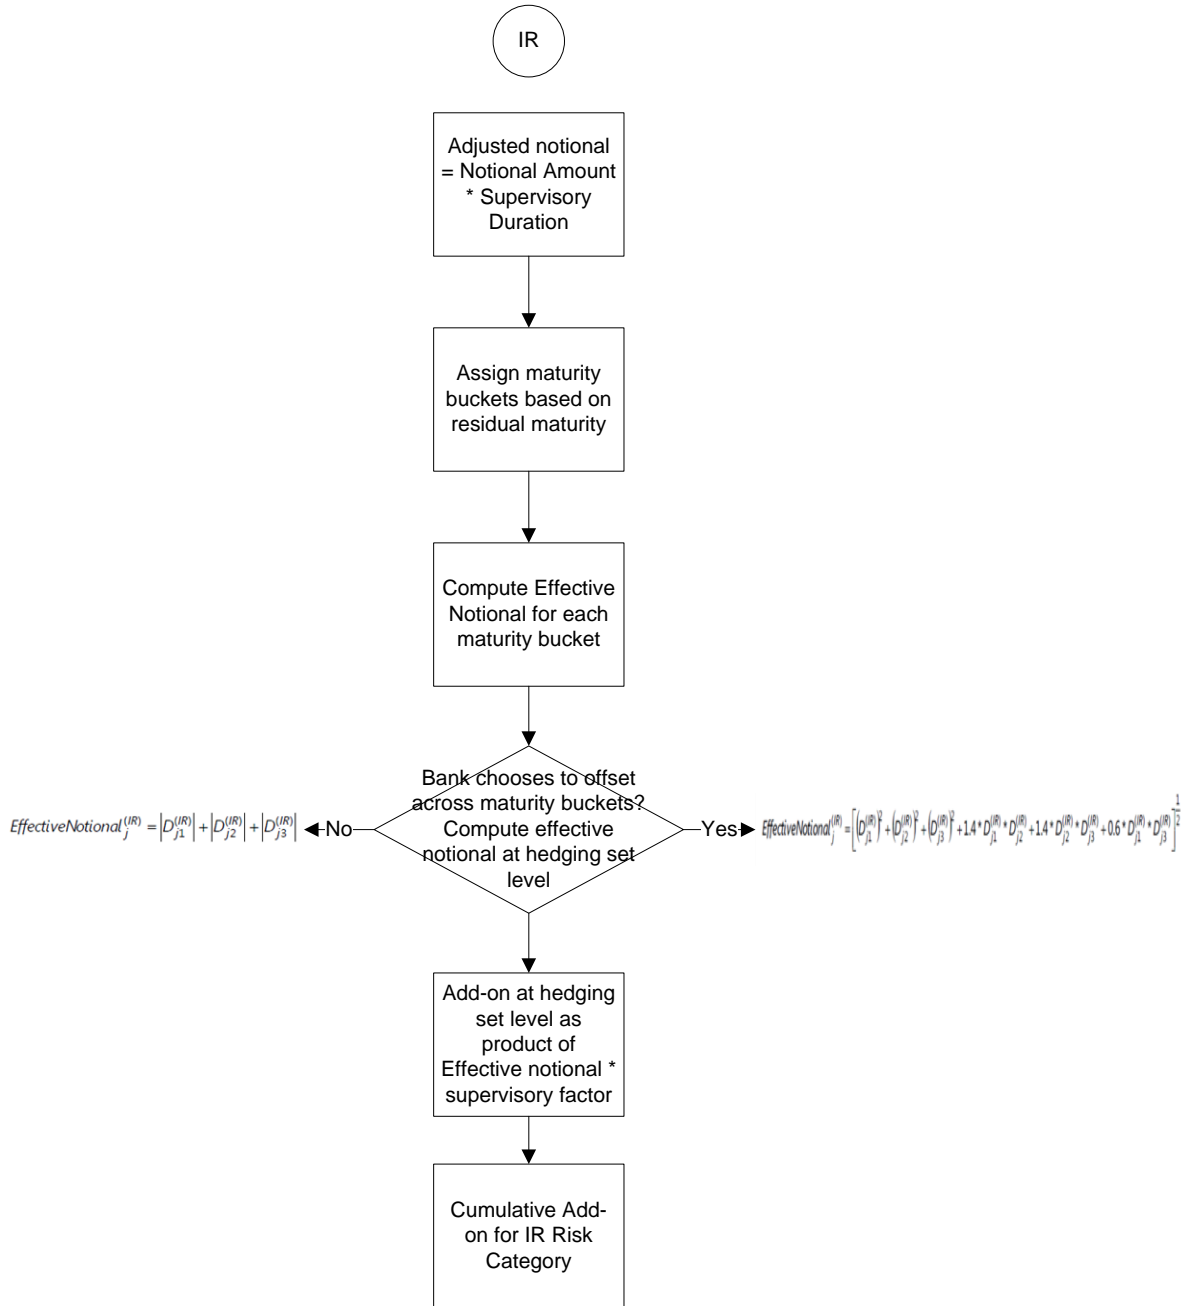 IR
Adjusted notional
= Notional Amount
* Supervisory
Duration
Assign maturity
buckets based on
residual maturity
Compute Effective
Notional for each
maturity bucket
Bank chooses to offset
across maturity buckets?
Compute effective
notional at hedging set
level
No
EffectiveNotional_j^(IR) = |D_j1^(IR)| + |D_j2^(IR)| + |D_j3^(IR)|
Yes
EffectiveNotional_j^(IR) = [(D_j1^(IR))^2 + (D_j2^(IR))^2 + (D_j3^(IR))^2 + 1.4 * D_j1^(IR) * D_j2^(IR) + 1.4 * D_j2^(IR) * D_j3^(IR) + 0.6 * D_j1^(IR) * D_j3^(IR)]^(1/2)
Add-on at hedging
set level as
product of
Effective notional *
supervisory factor
Cumulative Add-
on for IR Risk
Category